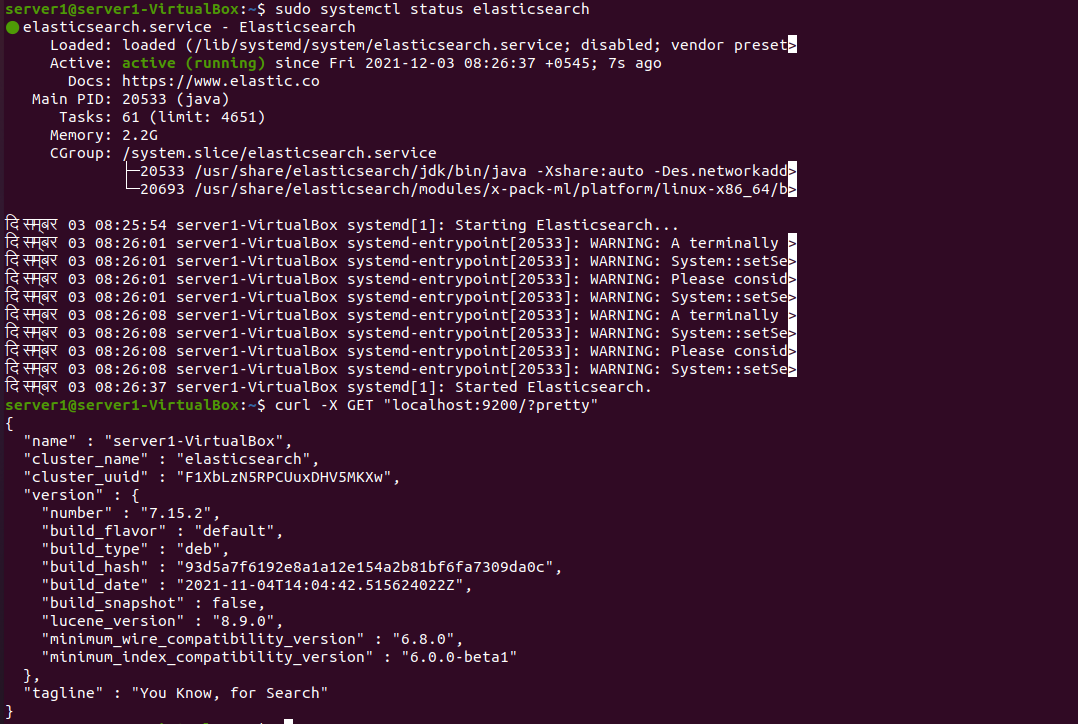 server1@server1-VirtualBox:~$ sudo systemctl status elasticsearch
● elasticsearch.service - Elasticsearch
     Loaded: loaded (/lib/systemd/system/elasticsearch.service; disabled; vendor preset>
     Active: active (running) since Fri 2021-12-03 08:26:37 +0545; 7s ago
       Docs: https://www.elastic.co
   Main PID: 20533 (java)
      Tasks: 61 (limit: 4651)
     Memory: 2.2G
     CGroup: /system.slice/elasticsearch.service
             ├─20533 /usr/share/elasticsearch/jdk/bin/java -Xshare:auto -Des.networkadd>
             └─20693 /usr/share/elasticsearch/modules/x-pack-ml/platform/linux-x86_64/b>

दिसम्बर 03 08:25:54 server1-VirtualBox systemd[1]: Starting Elasticsearch...
दिसम्बर 03 08:26:01 server1-VirtualBox systemd-entrypoint[20533]: WARNING: A terminally >
दिसम्बर 03 08:26:01 server1-VirtualBox systemd-entrypoint[20533]: WARNING: System::setSe>
दिसम्बर 03 08:26:01 server1-VirtualBox systemd-entrypoint[20533]: WARNING: Please consid>
दिसम्बर 03 08:26:01 server1-VirtualBox systemd-entrypoint[20533]: WARNING: System::setSe>
दिसम्बर 03 08:26:08 server1-VirtualBox systemd-entrypoint[20533]: WARNING: A terminally >
दिसम्बर 03 08:26:08 server1-VirtualBox systemd-entrypoint[20533]: WARNING: System::setSe>
दिसम्बर 03 08:26:08 server1-VirtualBox systemd-entrypoint[20533]: WARNING: Please consid>
दिसम्बर 03 08:26:08 server1-VirtualBox systemd-entrypoint[20533]: WARNING: System::setSe>
दिसम्बर 03 08:26:37 server1-VirtualBox systemd[1]: Started Elasticsearch.
server1@server1-VirtualBox:~$ curl -X GET "localhost:9200/?pretty"
{
  "name" : "server1-VirtualBox",
  "cluster_name" : "elasticsearch",
  "cluster_uuid" : "F1XbLzN5RPCUuxDHV5MKXw",
  "version" : {
    "number" : "7.15.2",
    "build_flavor" : "default",
    "build_type" : "deb",
    "build_hash" : "93d5a7f6192e8a1a12e154a2b81bf6fa7309da0c",
    "build_date" : "2021-11-04T14:04:42.515624022Z",
    "build_snapshot" : false,
    "lucene_version" : "8.9.0",
    "minimum_wire_compatibility_version" : "6.8.0",
    "minimum_index_compatibility_version" : "6.0.0-beta1"
  },
  "tagline" : "You Know, for Search"
}